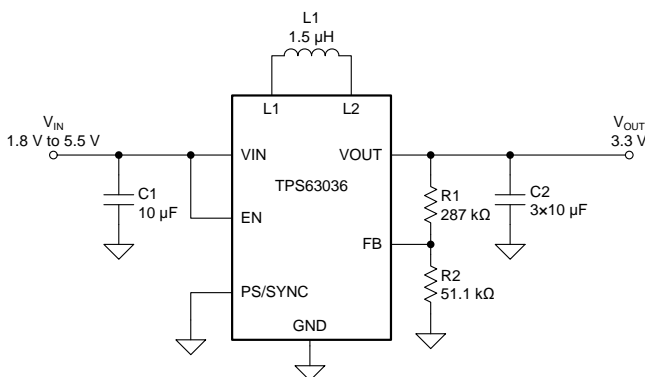 L1
1.5 µH
L1
L2
VIN
1.8 V to 5.5 V
VOUT
3.3 V
VIN
VOUT
TPS63036
C1
10 µF
R1
287 kΩ
C2
3×10 µF
EN
FB
R2
51.1 kΩ
PS/SYNC
GND